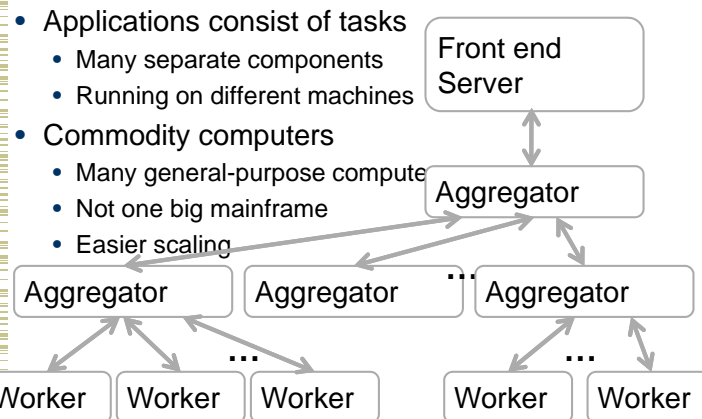 • Applications consist of tasks
• Many separate components
• Running on different machines
• Commodity computers
• Many general-purpose compute
• Not one big mainframe
• Easier scaling
Front end
Server
Aggregator
...
Aggregator
Aggregator
Aggregator
...
...
Worker
Worker
Worker
Worker
Worker